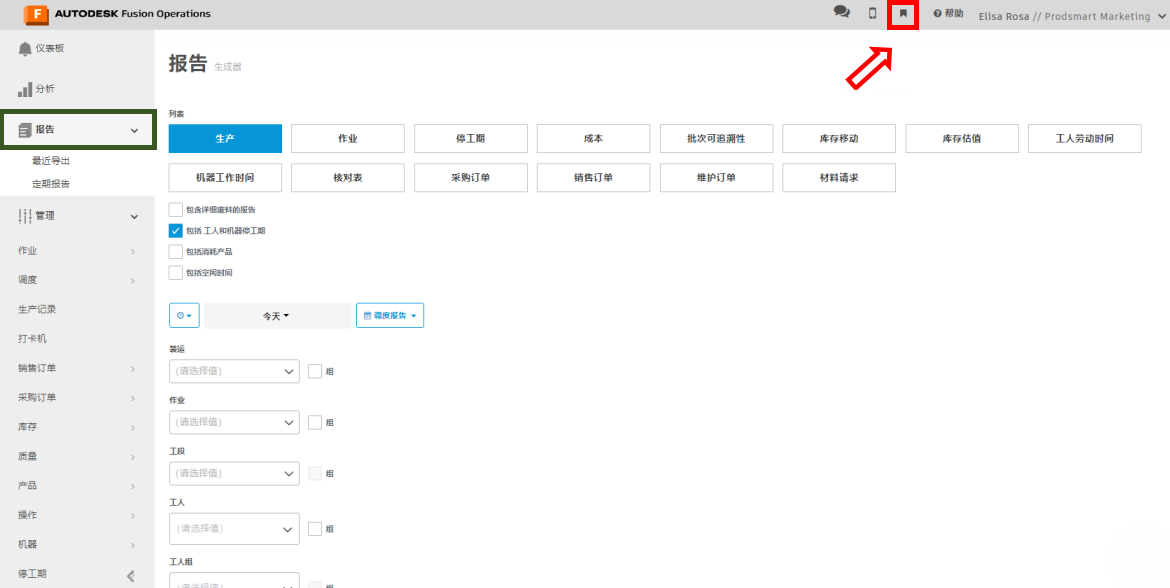 F AUTODESK Fusion Operations
帮助
Elisa Rosa // Prodsmart Marketing
仪表板
分析
报告
最近导出
定期报告
管理
作业
调度
生产记录
打卡机
销售订单
采购订单
库存
质量
产品
操作
机器
停工期
报告 生成器
列表
生产 作业 停工期 成本 批次可追溯性 库存移动 库存估值 工人劳动时间
机器工作时间 核对表 采购订单 销售订单 维护订单 材料请求
包含详细废料的报告
包括 工人和机器停工期
包括消耗产品
包括空闲时间
今天 调度报告
装运
(请选择值) 组
作业
(请选择值) 组
工段
(请选择值) 组
工人
(请选择值) 组
工人组
(请选择值) 组